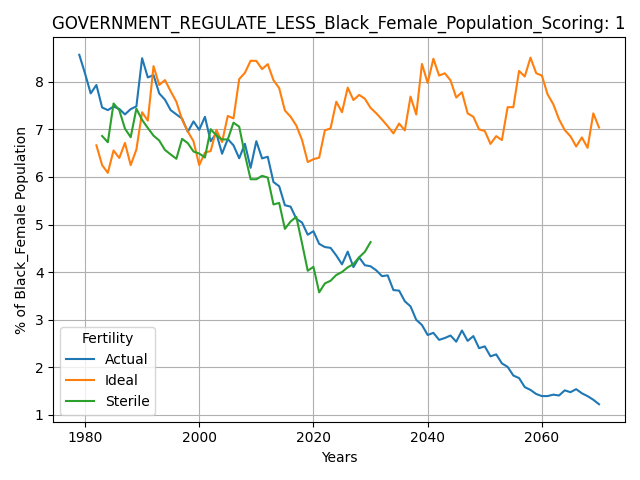 GOVERNMENT_REGULATE_LESS_Black_Female_Population_Scoring: 1
% of Black_Female Population
8
7
6
5
4
3
2
1
Fertility
Actual
Ideal
Sterile
1980 2000 2020 2040 2060
Years